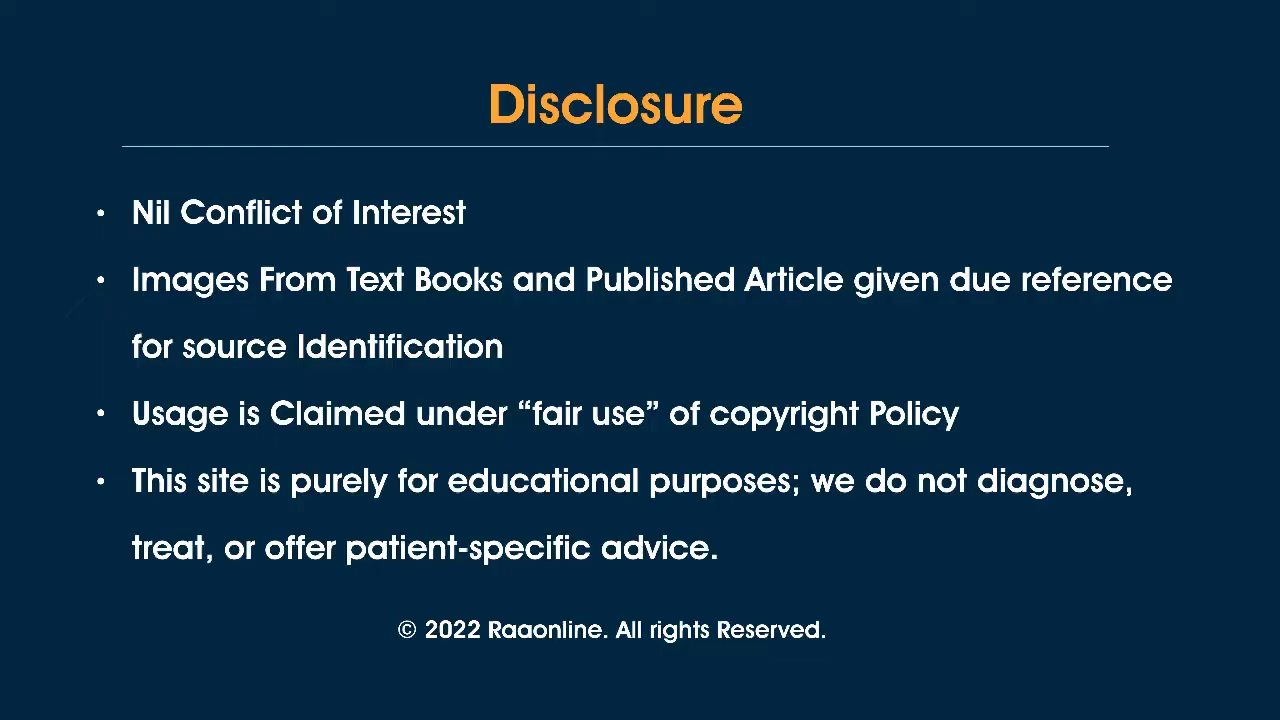 Disclosure
• Nil Conflict of Interest
• Images From Text Books and Published Article given due reference
for source Identification
• Usage is Claimed under “fair use” of copyright Policy
• This site is purely for educational purposes; we do not diagnose,
treat, or offer patient-specific advice.
© 2022 Raaonline. All rights Reserved.